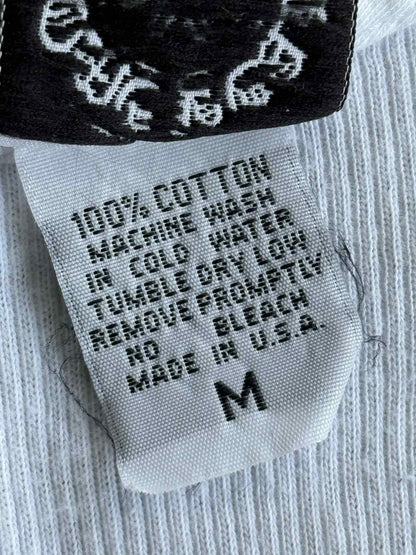 100% COTTON
MACHINE WASH
IN COLD WATER
TUMBLE DRY LOW
REMOVE PROMPTLY
NO BLEACH
MADE IN U.S.A.
M